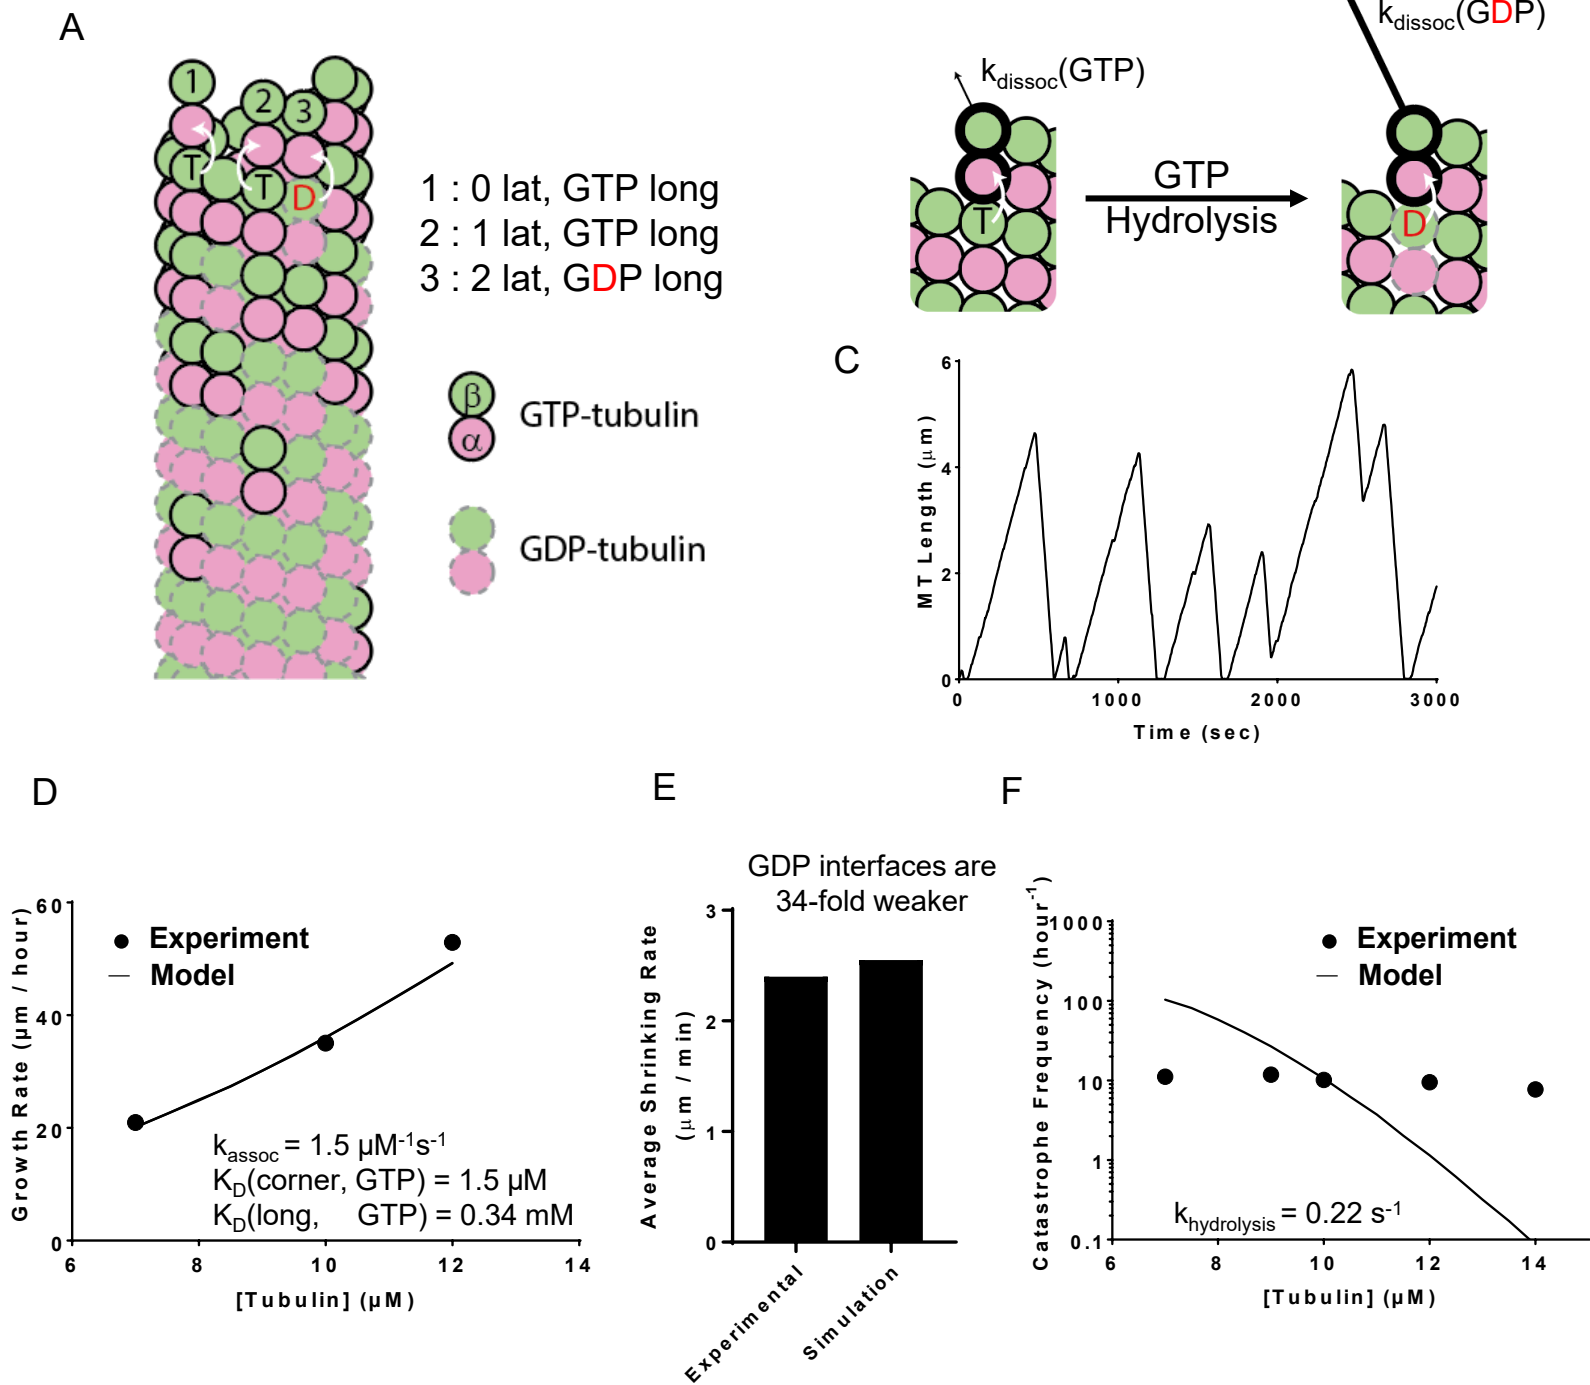 A
1
2
3
T
T
D
1 : 0 lat, GTP long
2 : 1 lat, GTP long
3 : 2 lat, GDP long
β
α
GTP-tubulin
GDP-tubulin
kdissoc(GTP)
kdissoc(GDP)
T
GTP
Hydrolysis
D
C
MT Length (μm)
6
4
2
0
0 1000 2000 3000
Time (sec)
D
Growth Rate (μm / hour)
60
40
20
0
Experiment
Model
kassoc = 1.5 μM-1s-1
KD(corner, GTP) = 1.5 μM
KD(long, GTP) = 0.34 mM
6 8 10 12 14
[Tubulin] (μM)
E
GDP interfaces are
34-fold weaker
Average Shrinking Rate
(μm / min)
3
2
1
0
Experimental
Simulation
F
Catastrophe Frequency (hour-1)
1000
100
10
1
0.1
Experiment
Model
khydrolysis = 0.22 s-1
6 8 10 12 14
[Tubulin] (μM)